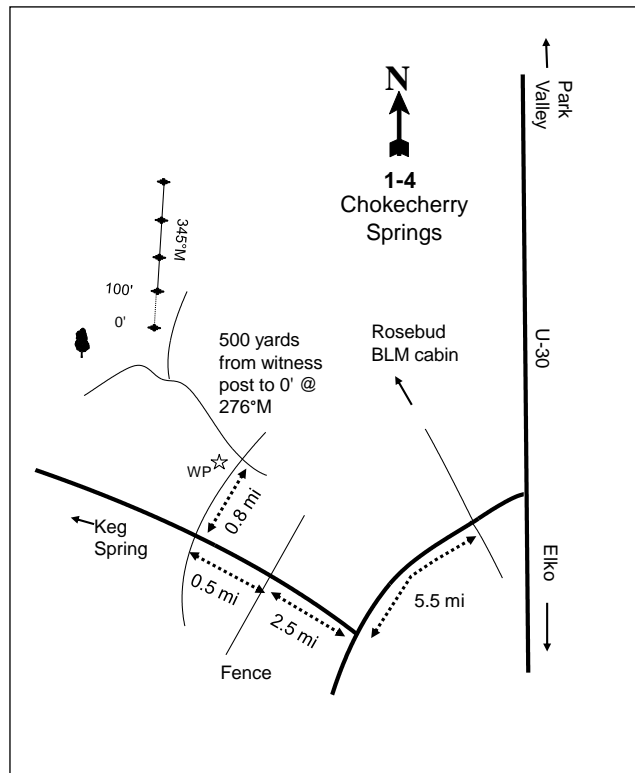 Park
Valley
N
1-4
Chokecherry
Springs
345°M
100'
0'
500 yards
from witness
post to 0' @
276°M
Rosebud
BLM cabin
U-30
WP
0.8 mi
Keg
Spring
0.5 mi
2.5 mi
5.5 mi
Elko
Fence